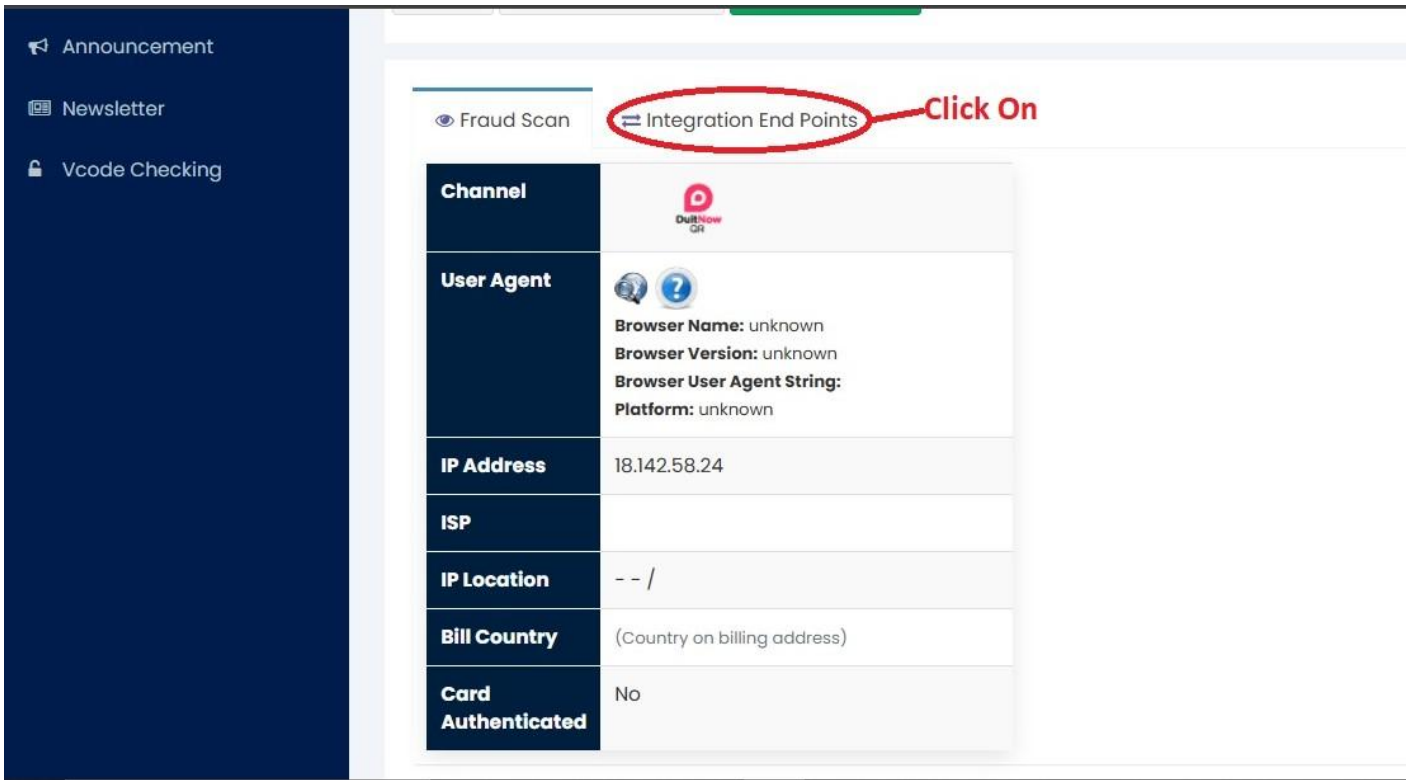 Announcement
Newsletter
Vcode Checking
Fraud Scan
Integration End Points
Click On
Channel
DuitNow
QR
User Agent
Browser Name: unknown
Browser Version: unknown
Browser User Agent String:
Platform: unknown
IP Address
18.142.58.24
ISP
IP Location
- - /
Bill Country
(Country on billing address)
Card
Authenticated
No